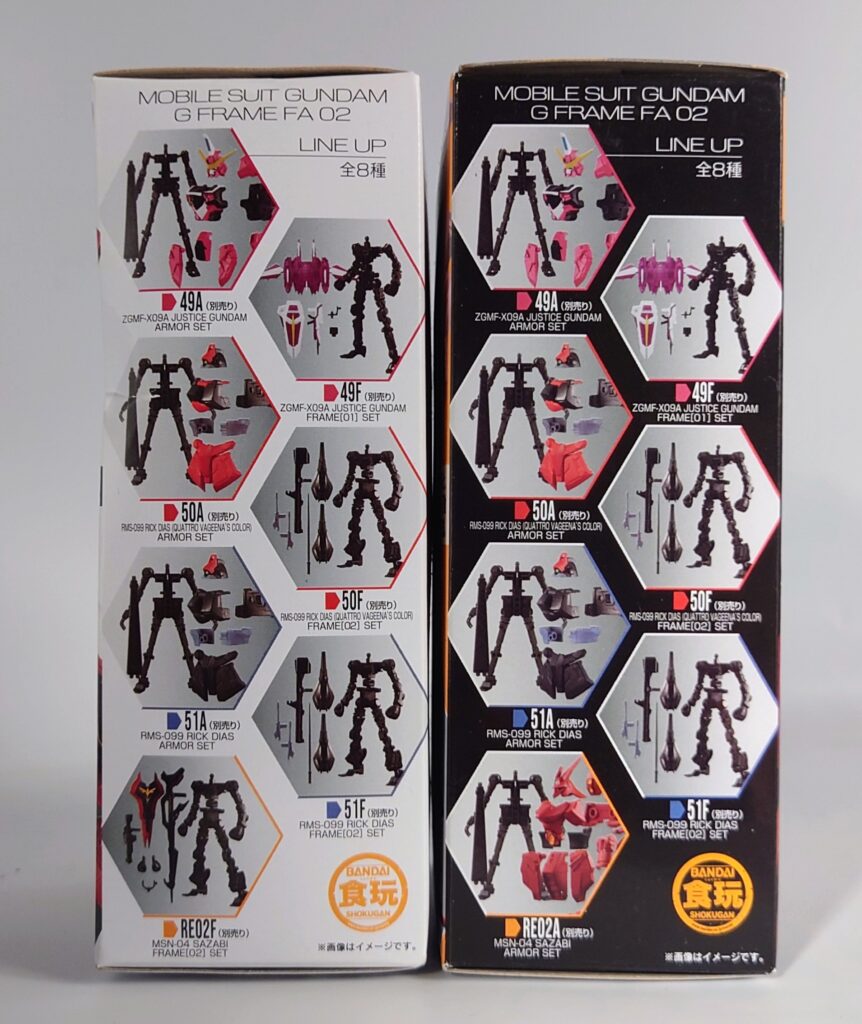 MOBILE SUIT GUNDAM
G FRAME FA 02
LINE UP
全8種
49A(別売り)
ZGMF-X09A JUSTICE GUNDAM
ARMOR SET
49F(別売り)
ZGMF-X09A JUSTICE GUNDAM
FRAME[01] SET
50A(別売り)
RMS-099 RICK DIAS (QUATTRO VAGEENA'S COLOR)
ARMOR SET
50F(別売り)
RMS-099 RICK DIAS (QUATTRO VAGEENA'S COLOR)
FRAME[02] SET
51A(別売り)
RMS-099 RICK DIAS
ARMOR SET
51F(別売り)
RMS-099 RICK DIAS
FRAME[02] SET
RE02F(別売り)
MSN-04 SAZABI
FRAME[02] SET
BANDAI
食玩
SHOKUGAN
※画像はイメージです。
MOBILE SUIT GUNDAM
G FRAME FA 02
LINE UP
全8種
49A(別売り)
ZGMF-X09A JUSTICE GUNDAM
ARMOR SET
49F(別売り)
ZGMF-X09A JUSTICE GUNDAM
FRAME[01] SET
50A(別売り)
RMS-099 RICK DIAS (QUATTRO VAGEENA'S COLOR)
ARMOR SET
50F(別売り)
RMS-099 RICK DIAS (QUATTRO VAGEENA'S COLOR)
FRAME[02] SET
51A(別売り)
RMS-099 RICK DIAS
ARMOR SET
51F(別売り)
RMS-099 RICK DIAS
FRAME[02] SET
RE02A(別売り)
MSN-04 SAZABI
ARMOR SET
BANDAI
食玩
SHOKUGAN
※画像はイメージです。